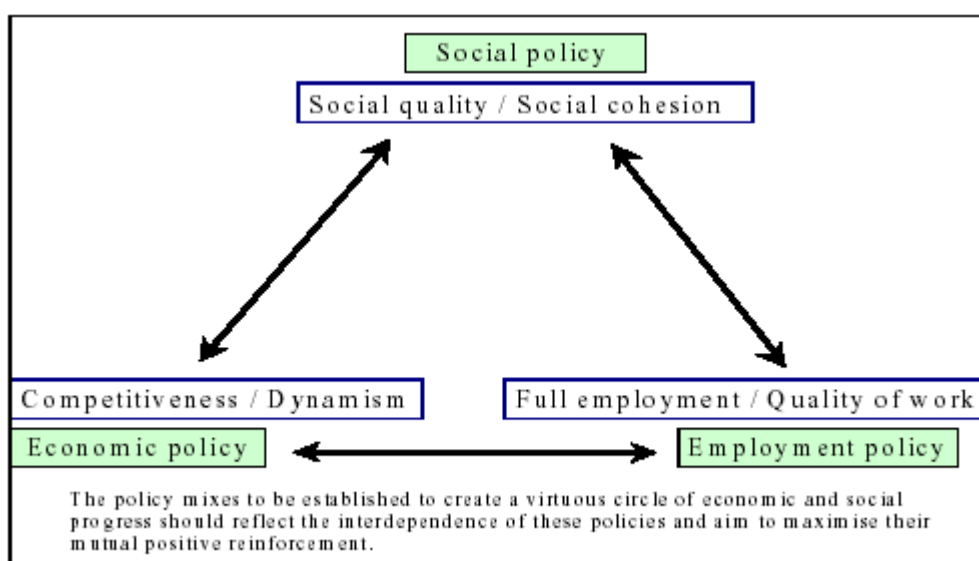 Social policy
Social quality / Social cohesion
Competitiveness / Dynamism
Full employment / Quality of work
Economic policy
Employment policy
The policy mixes to be established to create a virtuous circle of economic and social
progress should reflect the interdependence of these policies and aim to maximise their
mutual positive reinforcement.